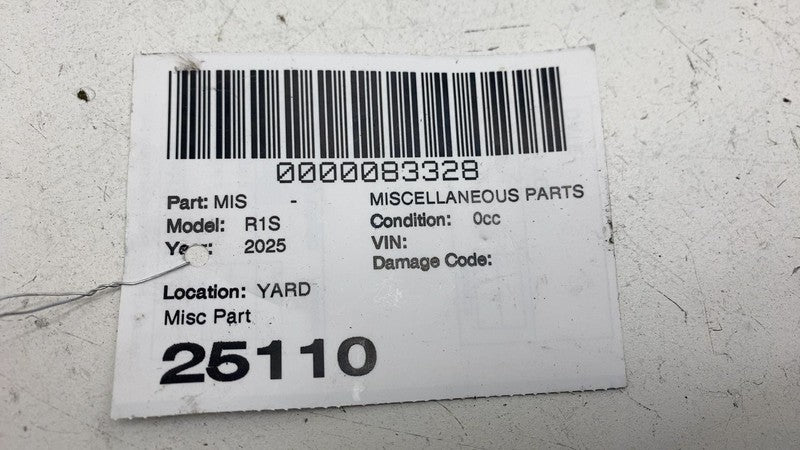 0000083328
Part: MIS - MISCELLANEOUS PARTS
Model: R1S Condition: 0cc
Year: 2025 VIN:
Damage Code:
Location: YARD
Misc Part
25110